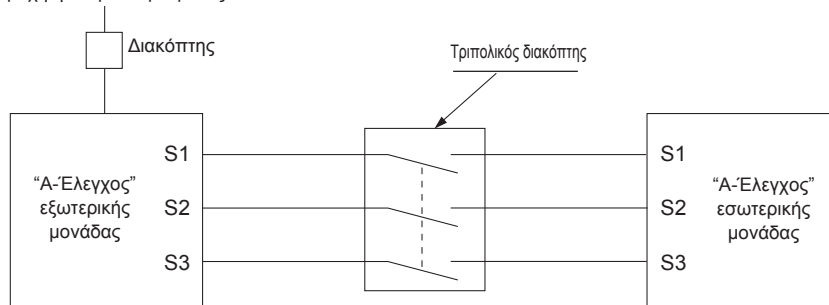 Διακόπτης
Τριπολικός διακόπτης
S1
S1
“Α-Έλεγχος”
εξωτερικής
μονάδας
S2
S2
“Α-Έλεγχος”
εσωτερικής
μονάδας
S3
S3